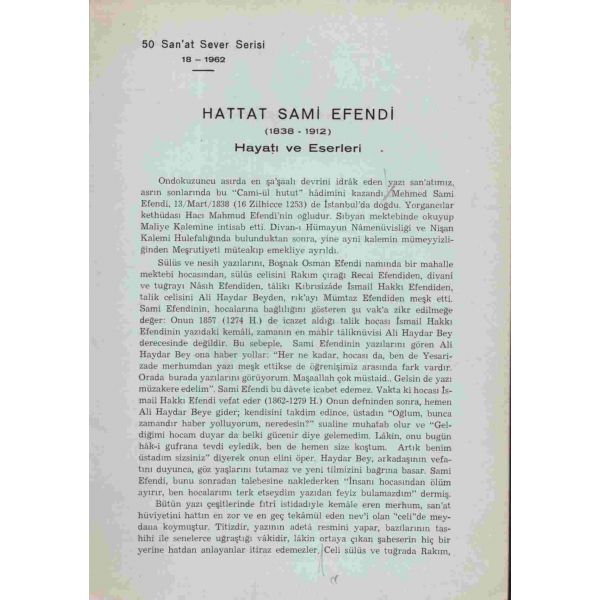 50 San'at Sever Serisi
18 - 1962
HATTAT SAMİ EFENDİ
(1838 - 1912)
Hayatı ve Eserleri
Ondokuzuncu asırda en şa'şaalı devrini idrâk eden yazı san'atımız,
asrın sonlarında bu "Cami-ül hutut" hâdimini kazandı. Mehmed Sami
Efendi, 13/Mart/1838 (16 Zilhicce 1253) de İstanbul'da doğdu. Yorgancılar
kethüdası Hacı Mahmud Efendi'nin oğludur. Sıbyan mektebinde okuyup
Maliye Kalemine intisab etti. Divan-ı Hümayun Nâmenüvisliği ve Nişan
Kalemi Hulefalığında bulunduktan sonra, yine ayni kalemin mümeyyizli-
ğinden Meşrutiyeti müteakıp emekliye ayrıldı.
Sülüs ve nesih yazılarını, Boşnak Osman Efendi namında bir mahalle
mektebi hocasından, sülüs celisini Rakım çırağı Recai Efendiden, divani
ve tuğrayı Nâsıh Efendiden, tâlikı Kıbrısizâde İsmail Hakkı Efendiden,
talik celisini Ali Haydar Beyden, rık'ayı Mümtaz Efendiden meşk etti.
Sami Efendinin, hocalarına bağlılığını gösteren şu vak'a zikr edilmeğe
değer: Onun 1857 (1274 H.) de icazet aldığı talik hocası İsmail Hakkı
Efendinin yazıdaki kemâli, zamanın en mahir tâliknüvisi Ali Haydar Bey
derecesinde değildir. Bu sebeple, Sami Efendinin yazılarını gören Ali
Haydar Bey ona haber yollar: "Her ne kadar, hocası da, ben de Yesari-
zade merhumdan yazı meşk ettikse de öğrenişimiz arasında fark vardır.
Orada burada yazılarını görüyorum. Maşaallah çok müstaid.. Gelsin de yazı
müzakere edelim". Sami Efendi bu dâvete icabet edemez. Vakta ki hocası İs-
mail Hakkı Efendi vefat eder (1862-1279 H.) Onun defninden sonra, hemen
Ali Haydar Beye gider; kendisini takdim edince, üstadın "Oğlum, bunca
zamandır haber yolluyorum, neredesin?" sualine muhatab olur ve "Gel-
diğimi hocam duyar da belki gücenir diye gelemedim. Lâkin, onu bugün
hâk-i gufrana tevdi eyledik, ben de hemen size koştum. Artık benim
üstadım sizsiniz" diyerek onun elini öper. Haydar Bey, arkadaşının vefa-
tını duyunca, göz yaşlarını tutamaz ve yeni tilmizini bağrına basar. Sami
Efendi, bunu sonradan talebesine naklederken "İnsanı hocasından ölüm
ayırır, ben hocalarımı terk etseydim yazıdan feyiz bulamazdım" dermiş.
Bütün yazı çeşitlerinde fıtri istidadiyle kemâle eren merhum, san'at
hüviyetini hattın en zor ve en geç tekâmül eden nev'i olan "celi"de mey-
dana koymuştur. Titizdir, yazının adetâ resmini yapar, bazılarının tas-
hihi ile senelerce uğraştığı vâkidir, lâkin ortaya çıkan şaheserin hiç bir
yerine hatdan anlayanlar itiraz edemezler. Celi sülüs ve tuğrada Rakım,